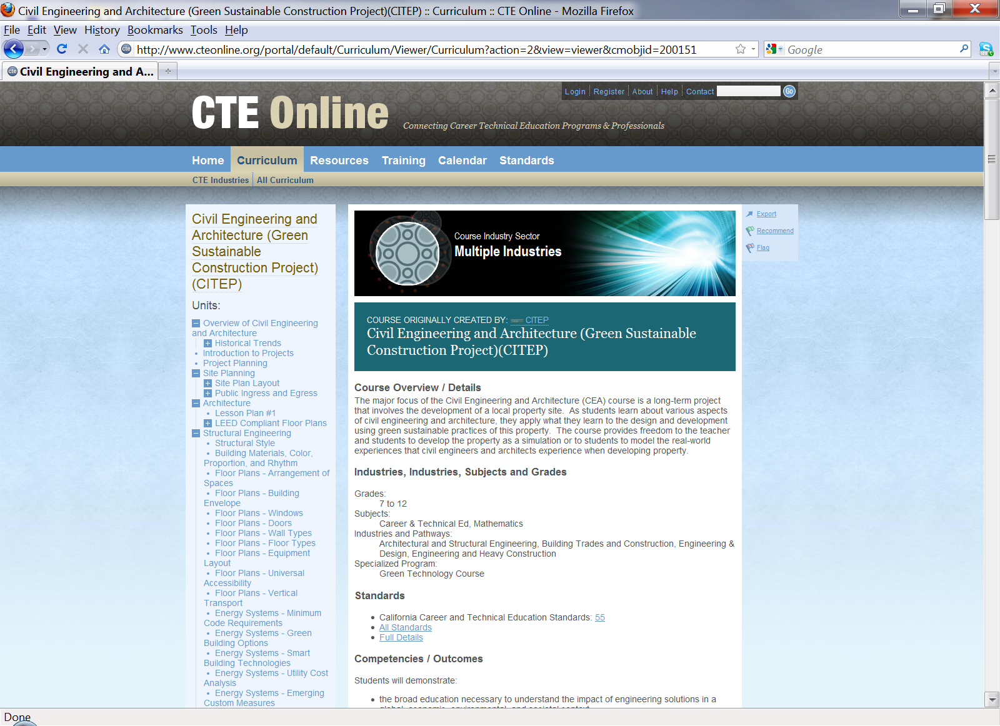 Civil Engineering and Architecture (Green Sustainable Construction Project)(CITEP) :: Curriculum :: CTE Online - Mozilla Firefox
File Edit View History Bookmarks Tools Help
http://www.cteonline.org/portal/default/Curriculum/Viewer/Curriculum?action=2&view=viewer&cmobjid=200151
Google
cte Civil Engineering and A...
Login Register About Help Contact Go
CTE Online
Connecting Career Technical Education Programs & Professionals
Home Curriculum Resources Training Calendar Standards
CTE Industries All Curriculum
Civil Engineering and
Architecture (Green
Sustainable
Construction Project)
(CITEP)
Units:
Overview of Civil Engineering
and Architecture
Historical Trends
Introduction to Projects
Project Planning
Site Planning
Site Plan Layout
Public Ingress and Egress
Architecture
Lesson Plan #1
LEED Compliant Floor Plans
Structural Engineering
Structural Style
Building Materials, Color,
Proportion, and Rhythm
Floor Plans - Arrangement of
Spaces
Floor Plans - Building
Envelope
Floor Plans - Windows
Floor Plans - Doors
Floor Plans - Wall Types
Floor Plans - Floor Types
Floor Plans - Equipment
Layout
Floor Plans - Universal
Accessibility
Floor Plans - Vertical
Transport
Energy Systems - Minimum
Code Requirements
Energy Systems - Green
Building Options
Energy Systems - Smart
Building Technologies
Energy Systems - Utility Cost
Analysis
Energy Systems - Emerging
Custom Measures
Course Industry Sector
Multiple Industries
COURSE ORIGINALLY CREATED BY: CITEP
Civil Engineering and Architecture (Green Sustainable
Construction Project)(CITEP)
Course Overview / Details
The major focus of the Civil Engineering and Architecture (CEA) course is a long-term project
that involves the development of a local property site. As students learn about various aspects
of civil engineering and architecture, they apply what they learn to the design and development
using green sustainable practices of this property. The course provides freedom to the teacher
and students to develop the property as a simulation or to students to model the real-world
experiences that civil engineers and architects experience when developing property.
Industries, Industries, Subjects and Grades
Grades:
7 to 12
Subjects:
Career & Technical Ed, Mathematics
Industries and Pathways:
Architectural and Structural Engineering, Building Trades and Construction, Engineering &
Design, Engineering and Heavy Construction
Specialized Program:
Green Technology Course
Standards
California Career and Technical Education Standards: 55
All Standards
Full Details
Competencies / Outcomes
Students will demonstrate:
the broad education necessary to understand the impact of engineering solutions in a
global, economic, environmental, and societal context
Export
Recommend
Flag
Done